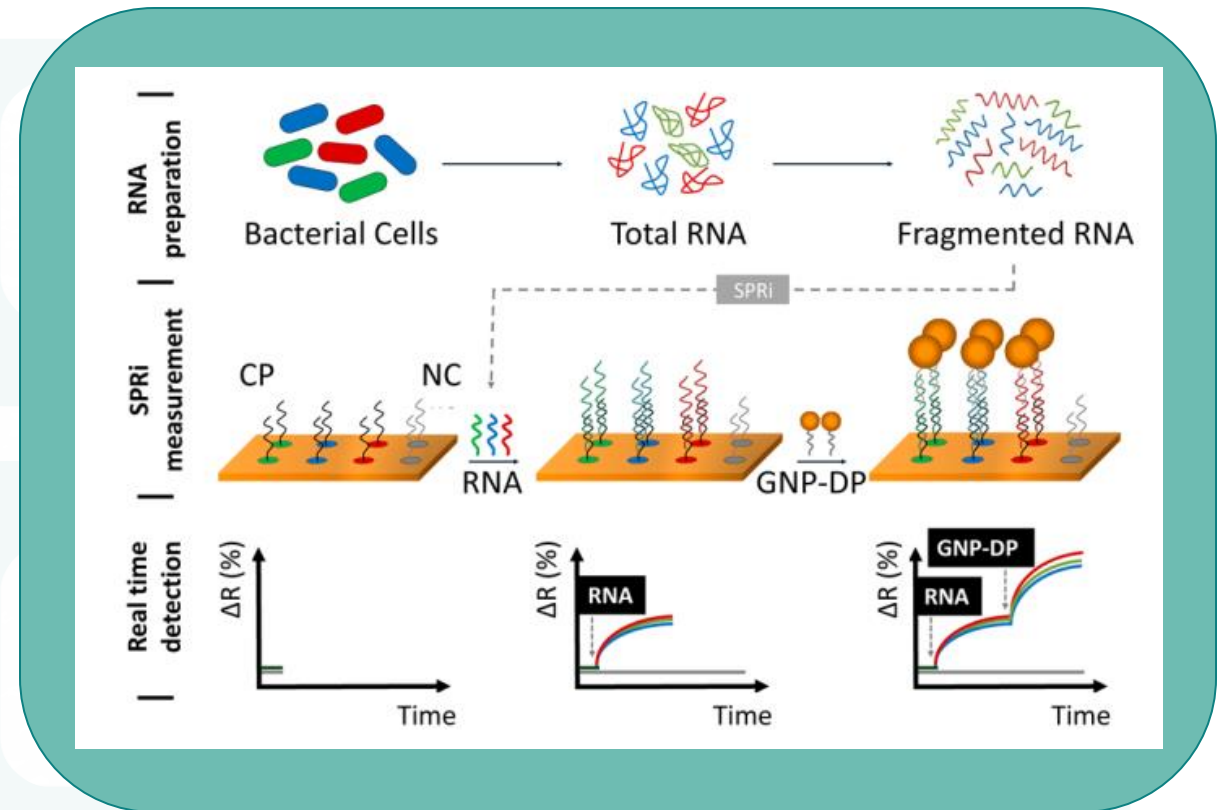 RNA
preparation
Bacterial Cells
Total RNA
Fragmented RNA
SPRi
SPRi
measurement
CP
NC
RNA
GNP-DP
Real time
detection
ΔR (%)
Time
ΔR (%)
RNA
Time
ΔR (%)
GNP-DP
RNA
Time